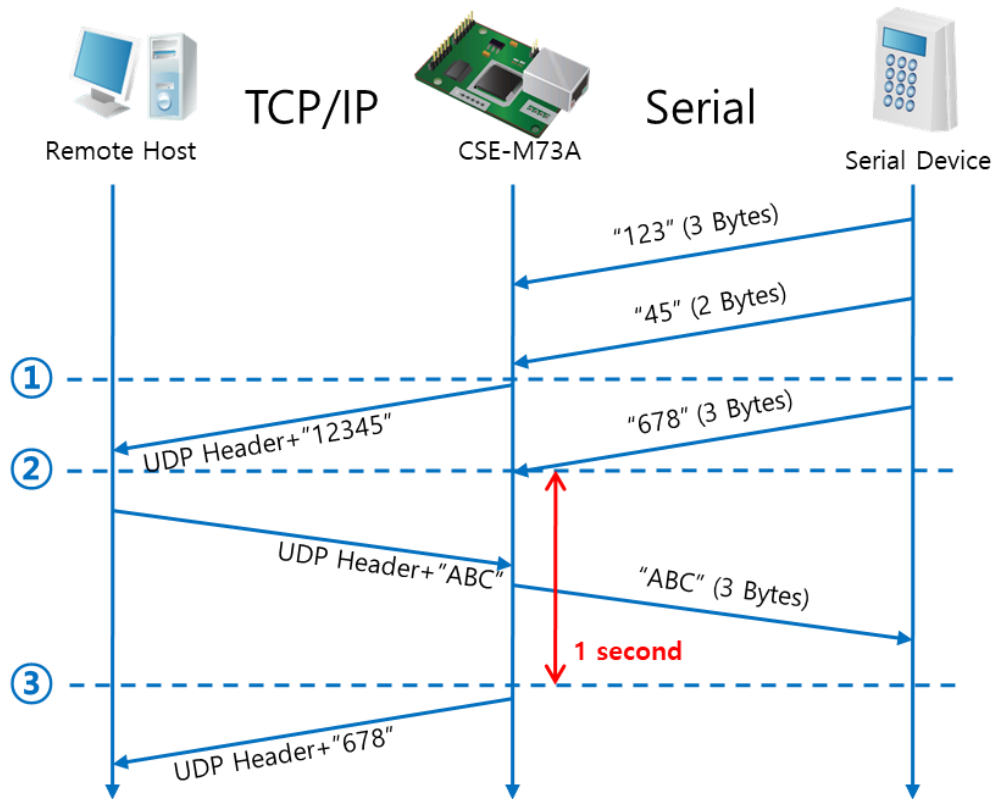 TCP/IP
Serial
Remote Host
CSE-M73A
Serial Device
“123” (3 Bytes)
“45” (2 Bytes)
①
“678” (3 Bytes)
UDP Header+”12345”
②
UDP Header+”ABC”
“ABC” (3 Bytes)
1 second
③
UDP Header+”678”